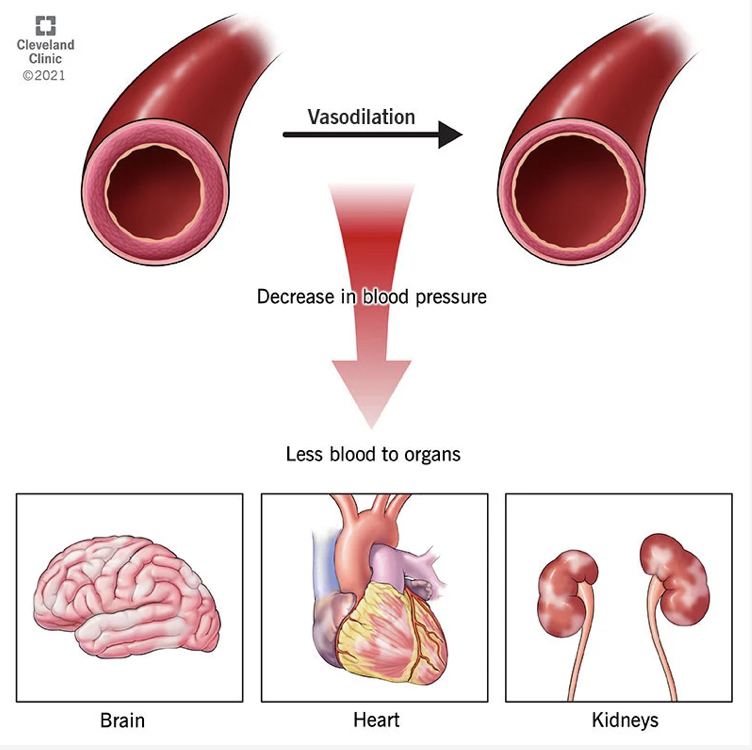 Cleveland
Clinic
©2021
Vasodilation
Decrease in blood pressure
Less blood to organs
Brain
Heart
Kidneys